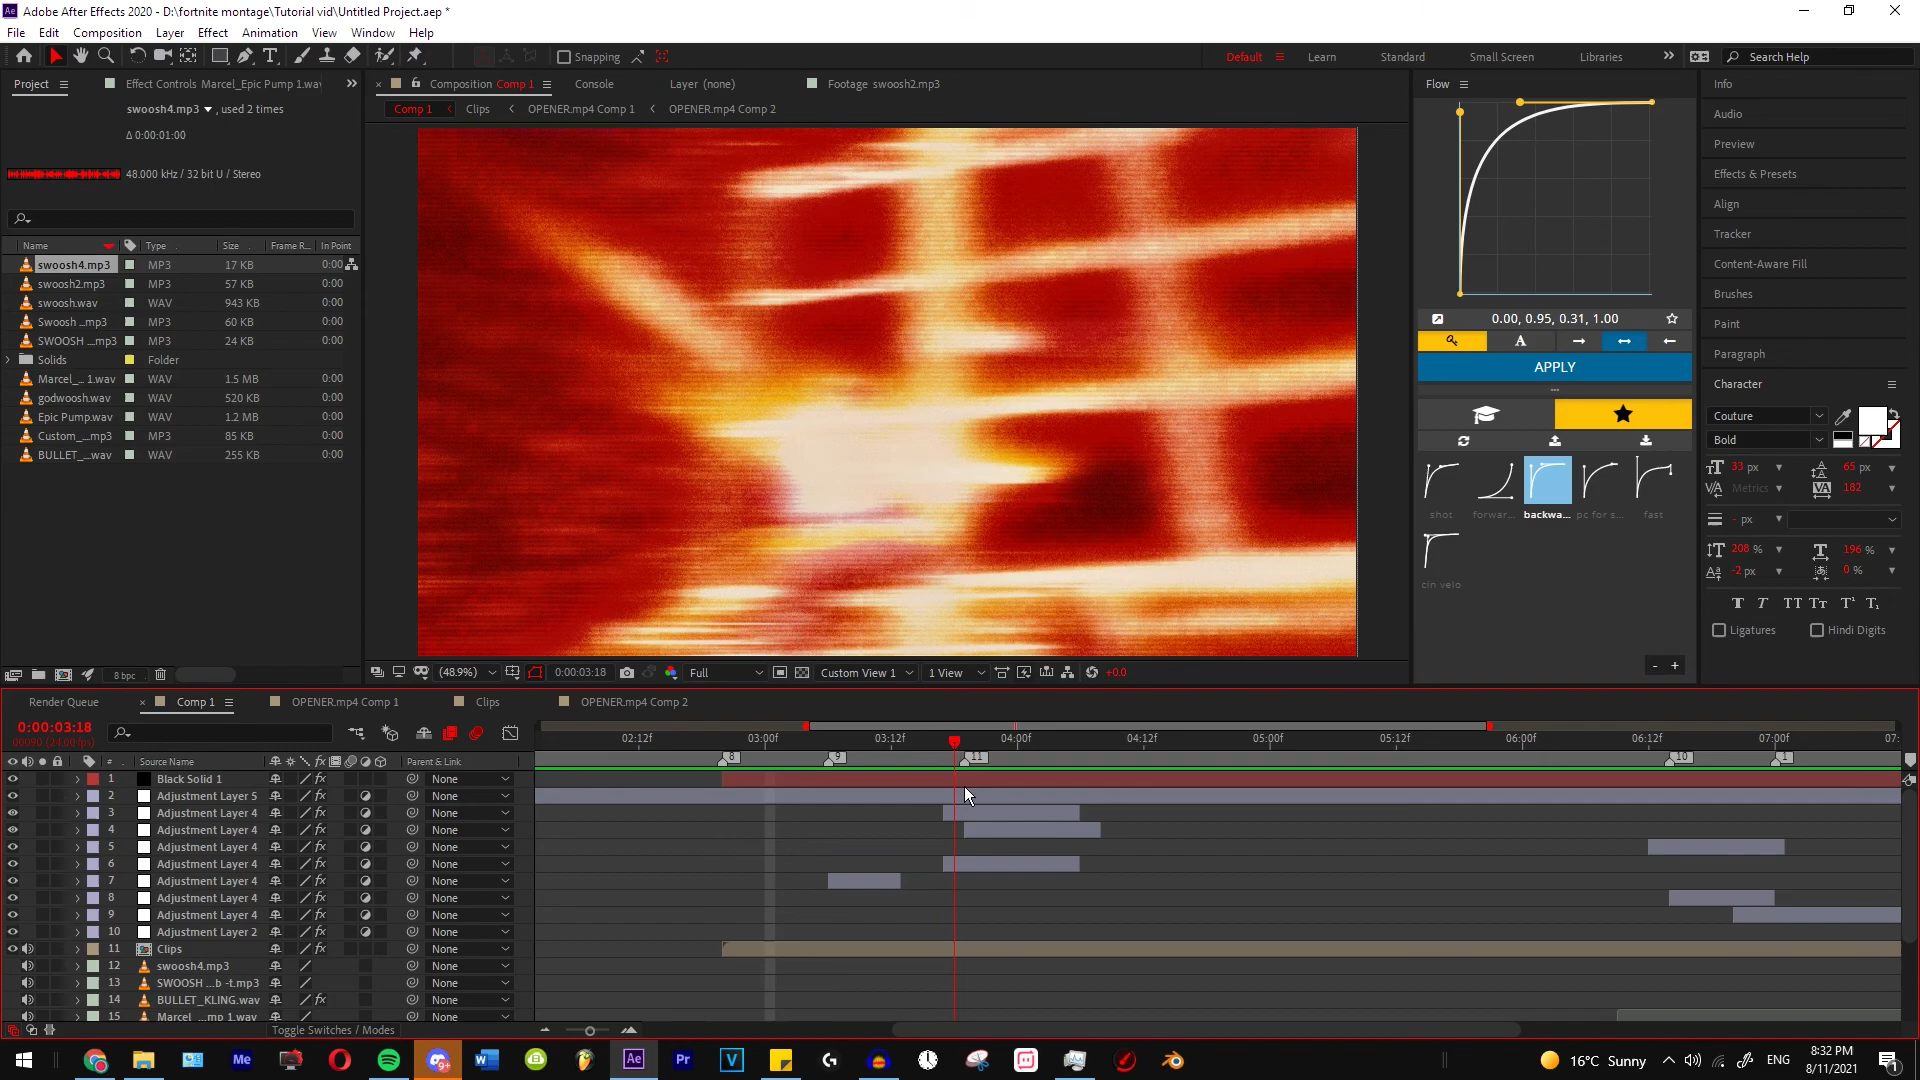 Adobe After Effects 2020 - D:\fortnite montage\Tutorial vid\Untitled Project.aep *
File Edit Composition Layer Effect Animation View Window Help
Snapping
Default Learn Standard Small Screen Libraries Search Help
Project Effect Controls Marcel_Epic Pump 1.wav
swoosh4.mp3 , used 2 times
Δ 0:00:01:00
48.000 kHz / 32 bit U / Stereo
Name Type Size Frame R... In Point
swoosh4.mp3 MP3 17 KB 0:00
swoosh2.mp3 MP3 57 KB 0:00
swoosh.wav WAV 943 KB 0:00
Swoosh ...mp3 MP3 60 KB 0:00
SWOOSH ....mp3 MP3 24 KB 0:00
Solids Folder
Marcel_... 1.wav WAV 1.5 MB 0:00
godwoosh.wav WAV 520 KB 0:00
Epic Pump.wav WAV 1.2 MB 0:00
Custom_...mp3 MP3 85 KB 0:00
BULLET_...wav WAV 255 KB 0:00
8 bpc
Composition Comp 1 Console Layer (none) Footage swoosh2.mp3
Comp 1 Clips OPENER.mp4 Comp 1 OPENER.mp4 Comp 2
(48.9%) 0:00:03:18 Full Custom View 1 1 View +0.0
Flow
0.00, 0.95, 0.31, 1.00
A
APPLY
shot forwar... backwa... pc for s... fast
cin velo
- +
Info
Audio
Preview
Effects & Presets
Align
Tracker
Content-Aware Fill
Brushes
Paint
Paragraph
Character
Couture
Bold
33 px 65 px
Metrics 182
- px
208 % 196 %
-2 px 0 %
T T TT Tt T¹ T₁
Ligatures Hindi Digits
Render Queue Comp 1 OPENER.mp4 Comp 1 Clips OPENER.mp4 Comp 2
0:00:03:18
00090 (24.00 fps)
02:12f 03:00f 03:12f 04:00f 04:12f 05:00f 05:12f 06:00f 06:12f 07:00f 07:
8 9 11 10 1
# Source Name Parent & Link
1 Black Solid 1 None
2 Adjustment Layer 5 None
3 Adjustment Layer 4 None
4 Adjustment Layer 4 None
5 Adjustment Layer 4 None
6 Adjustment Layer 4 None
7 Adjustment Layer 4 None
8 Adjustment Layer 4 None
9 Adjustment Layer 4 None
10 Adjustment Layer 2 None
11 Clips None
12 swoosh4.mp3 None
13 SWOOSH ...b -t.mp3 None
14 BULLET_KLING.wav None
15 Marcel_...mp 1.wav None
Toggle Switches / Modes
16°C Sunny ENG 8:32 PM
8/11/2021